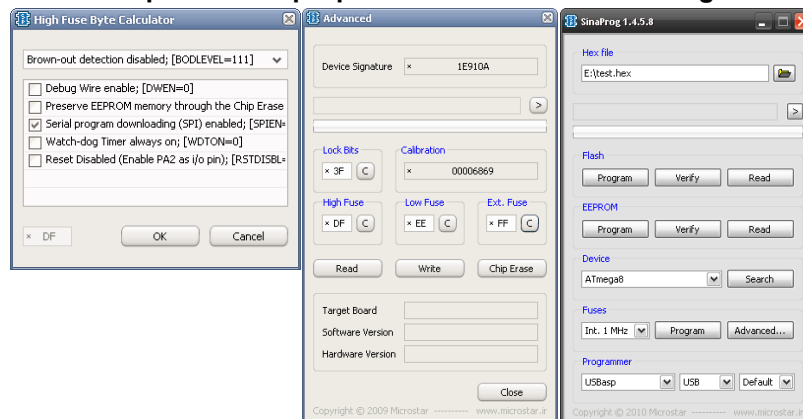 High Fuse Byte Calculator
Brown-out detection disabled; [BODLEVEL=111]
Debug Wire enable; [DWEN=0]
Preserve EEPROM memory through the Chip Erase
Serial program downloading (SPI) enabled; [SPIEN=
Watch-dog Timer always on; [WDTON=0]
Reset Disabled (Enable PA2 as i/o pin); [RSTDISBL=
× DF
OK
Cancel
Advanced
Device Signature × 1E910A
>
Lock Bits
Calibration
× 3F C
× 00006869
High Fuse
Low Fuse
Ext. Fuse
× DF C
× EE C
× FF C
Read
Write
Chip Erase
Target Board
Software Version
Hardware Version
Close
Copyright © 2009 Microstar ---------- www.microstar.ir
SinaProg 1.4.5.8
Hex file
E:\test.hex
>
Flash
Program
Verify
Read
EEPROM
Program
Verify
Read
Device
ATmega8
Search
Fuses
Int. 1 MHz
Program
Advanced...
Programmer
USBasp
USB
Default
Copyright © 2010 Microstar ---------- www.microstar.ir